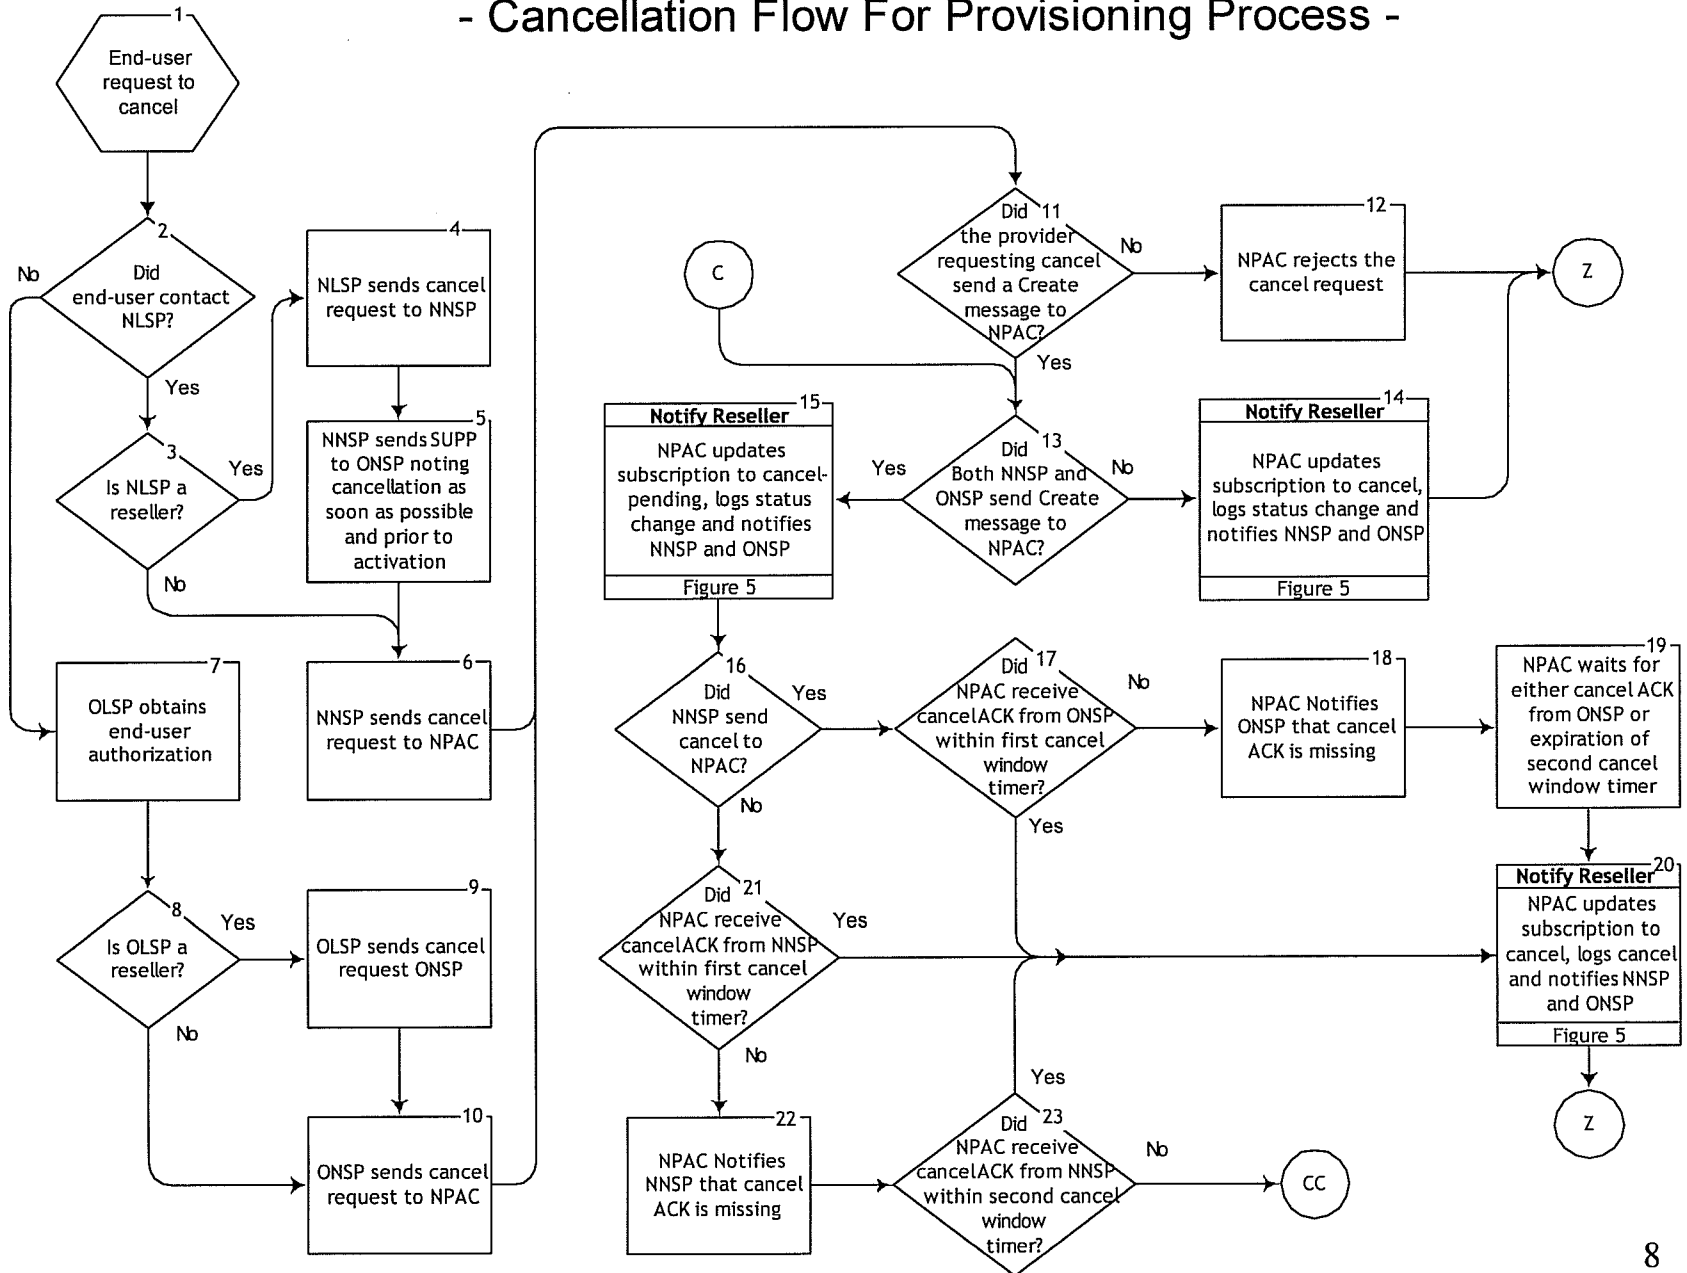 - Cancellation Flow For Provisioning Process -
1
End-user
request to
cancel
2
Did
end-user contact
NLSP?
No
Yes
3
Is NLSP a
reseller?
Yes
No
4
NLSP sends cancel
request to NNSP
5
NNSP sends SUPP
to ONSP noting
cancellation as
soon as possible
and prior to
activation
6
NNSP sends cancel
request to NPAC
7
OLSP obtains
end-user
authorization
8
Is OLSP a
reseller?
Yes
No
9
OLSP sends cancel
request ONSP
10
ONSP sends cancel
request to NPAC
11
Did
the provider
requesting cancel
send a Create
message to
NPAC?
No
Yes
12
NPAC rejects the
cancel request
Z
C
13
Did
Both NNSP and
ONSP send Create
message to
NPAC?
Yes
No
14
Notify Reseller
NPAC updates
subscription to cancel,
logs status change and
notifies NNSP and ONSP
Figure 5
15
Notify Reseller
NPAC updates
subscription to cancel-
pending, logs status
change and notifies
NNSP and ONSP
Figure 5
16
Did
NNSP send
cancel to
NPAC?
Yes
No
17
Did
NPAC receive
cancel ACK from ONSP
within first cancel
window
timer?
No
Yes
18
NPAC Notifies
ONSP that cancel
ACK is missing
19
NPAC waits for
either cancel ACK
from ONSP or
expiration of
second cancel
window timer
20
Notify Reseller
NPAC updates
subscription to
cancel, logs cancel
and notifies NNSP
and ONSP
Figure 5
Z
21
Did
NPAC receive
cancel ACK from NNSP
within first cancel
window
timer?
Yes
No
22
NPAC Notifies
NNSP that cancel
ACK is missing
23
Did
NPAC receive
cancel ACK from NNSP
within second cancel
window
timer?
Yes
No
CC
8